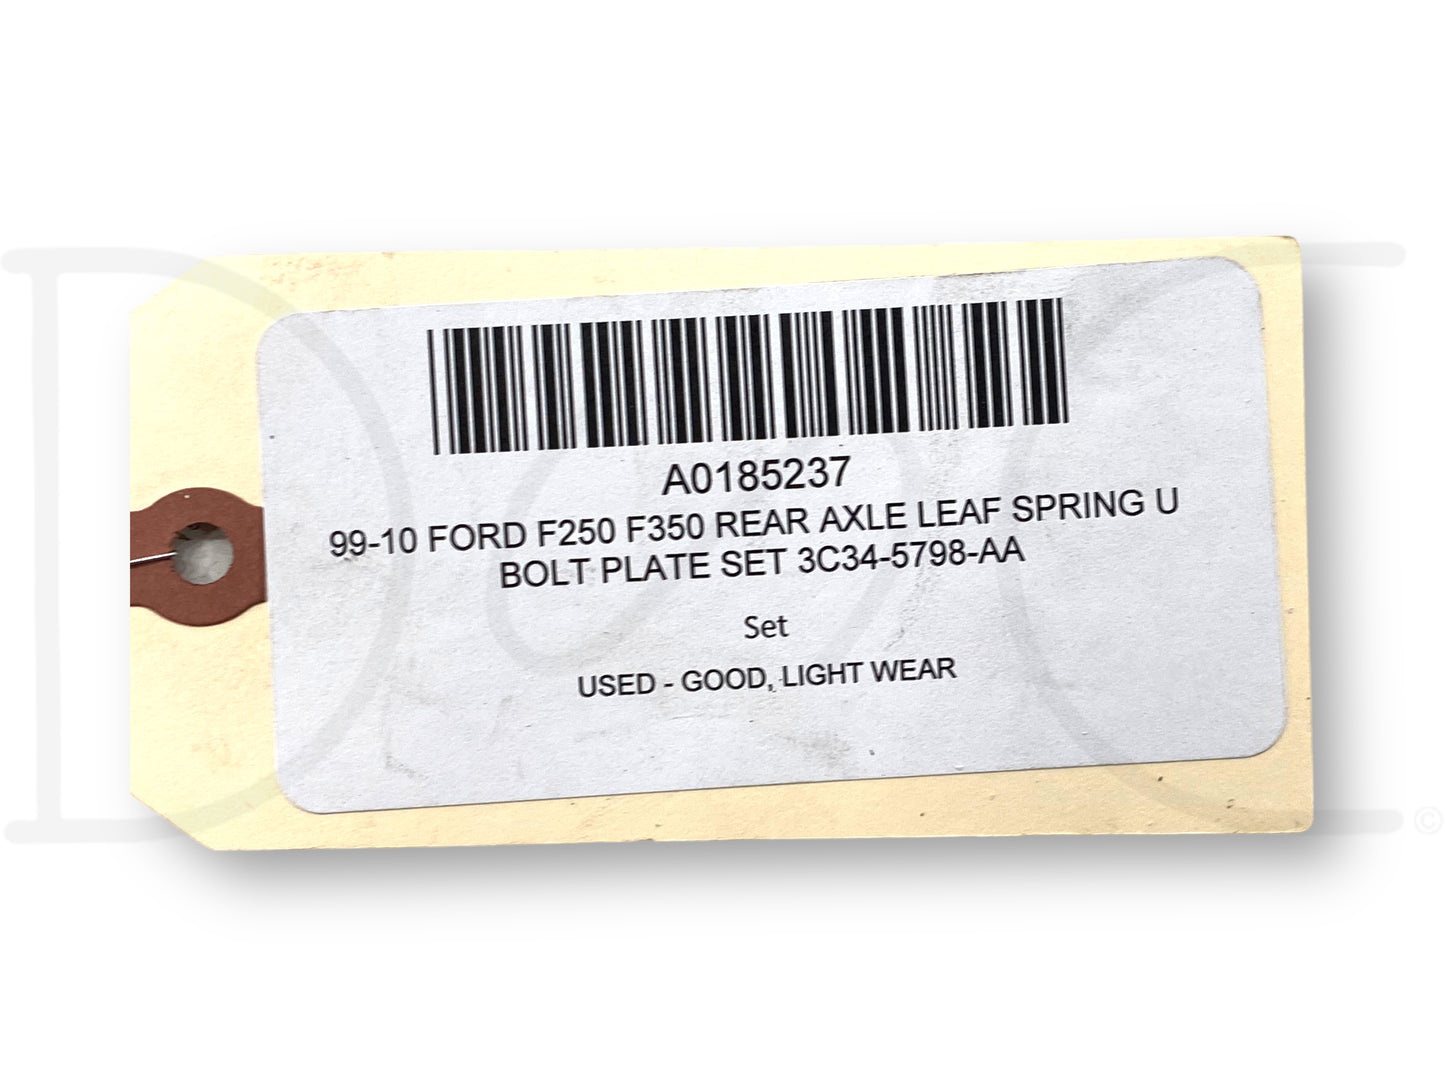 A0185237
99-10 FORD F250 F350 REAR AXLE LEAF SPRING U
BOLT PLATE SET 3C34-5798-AA
Set
USED - GOOD, LIGHT WEAR
©